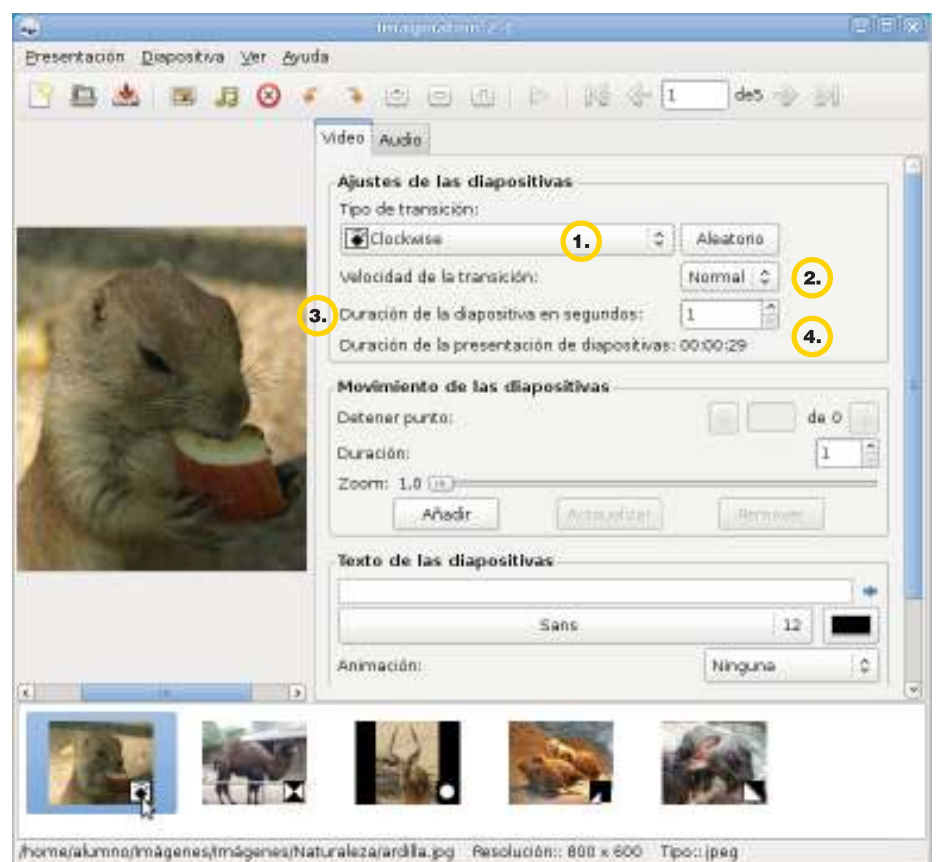 Imagination 2.1
Presentación Diapositiva Ver Ayuda
1 de5
Video Audio
Ajustes de las diapositivas
Tipo de transición:
Clockwise 1. Aleatorio
Velocidad de la transición: Normal 2.
3. Duración de la diapositiva en segundos: 1
Duración de la presentación de diapositivas: 00:00:29 4.
Movimiento de las diapositivas
Detener punto: de 0
Duración: 1
Zoom: 1.0
Añadir Actualizar Remover
Texto de las diapositivas
Sans 12
Animación: Ninguna
/home/alumno/Imágenes/Imágenes/Naturaleza/ardilla.jpg Resolución:: 800 x 600 Tipo:: jpeg